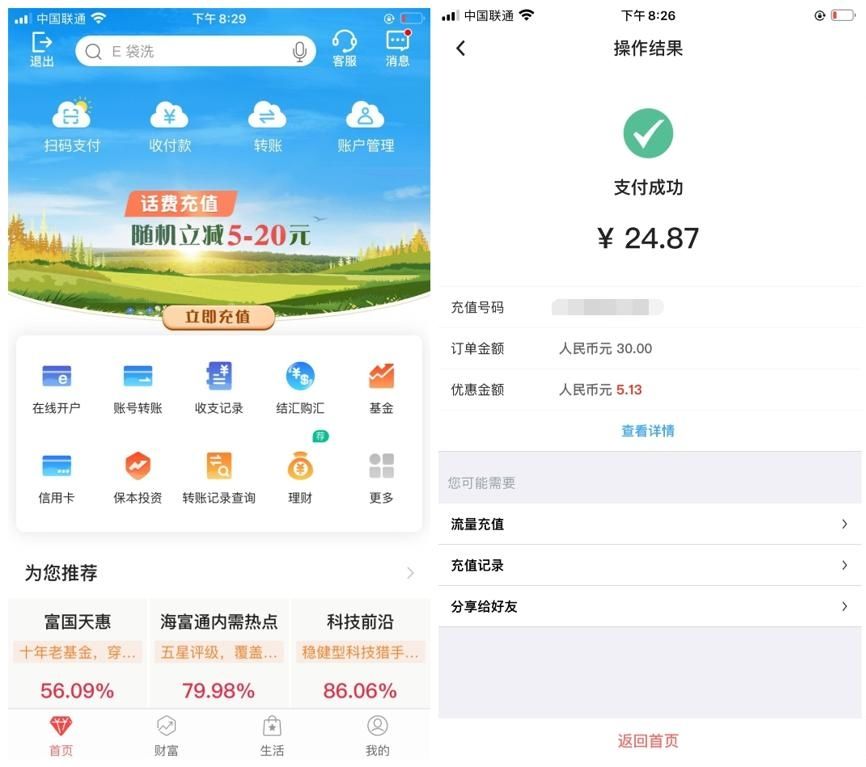 中国联通
下午 8:29
退出
E 袋洗
客服
消息
扫码支付
收付款
转账
账户管理
话费充值
随机立减5-20元
立即充值
在线开户
账号转账
收支记录
结汇购汇
基金
荐
信用卡
保本投资
转账记录查询
理财
更多
为您推荐
富国天惠
海富通内需热点
科技前沿
十年老基金，穿...
五星评级，覆盖...
稳健型科技猎手...
56.09%
79.98%
86.06%
首页
财富
生活
我的
中国联通
下午 8:26
操作结果
支付成功
¥ 24.87
充值号码
订单金额 人民币元 30.00
优惠金额 人民币元 5.13
查看详情
您可能需要
流量充值
充值记录
分享给好友
返回首页